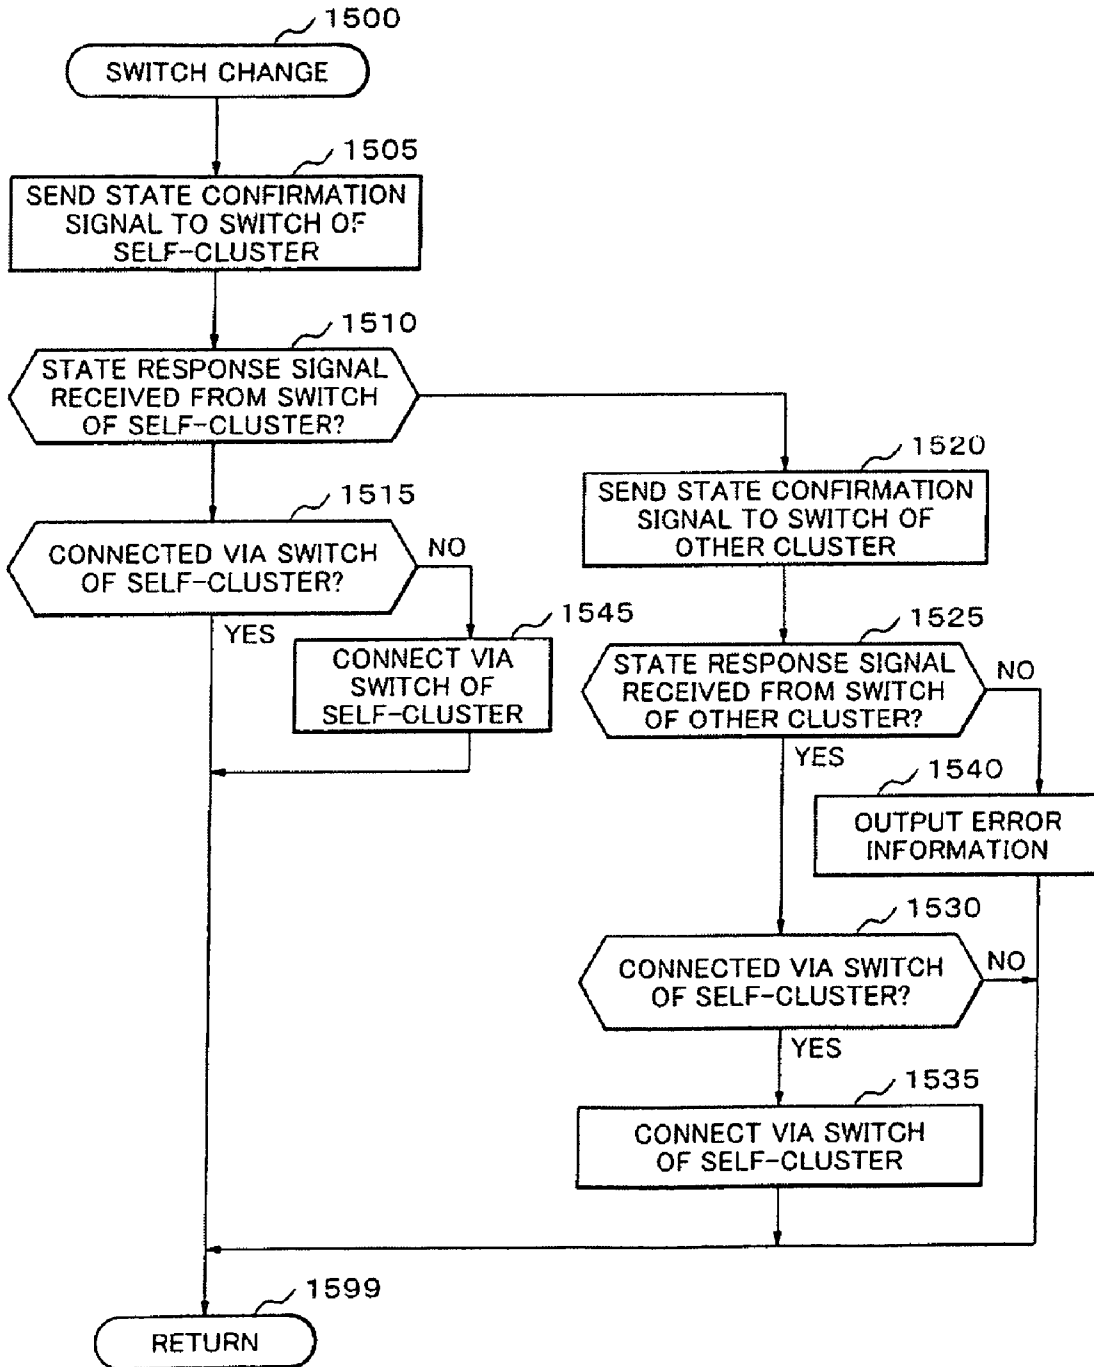 1500
SWITCH CHANGE
1505
SEND STATE CONFIRMATION
SIGNAL TO SWITCH OF
SELF-CLUSTER
1510
STATE RESPONSE SIGNAL
RECEIVED FROM SWITCH
OF SELF-CLUSTER?
1515
CONNECTED VIA SWITCH
OF SELF-CLUSTER?
NO
YES
1545
CONNECT VIA
SWITCH OF
SELF-CLUSTER
1520
SEND STATE CONFIRMATION
SIGNAL TO SWITCH OF
OTHER CLUSTER
1525
STATE RESPONSE SIGNAL
RECEIVED FROM SWITCH
OF OTHER CLUSTER?
NO
YES
1540
OUTPUT ERROR
INFORMATION
1530
CONNECTED VIA SWITCH
OF SELF-CLUSTER?
NO
YES
1535
CONNECT VIA SWITCH
OF SELF-CLUSTER
1599
RETURN